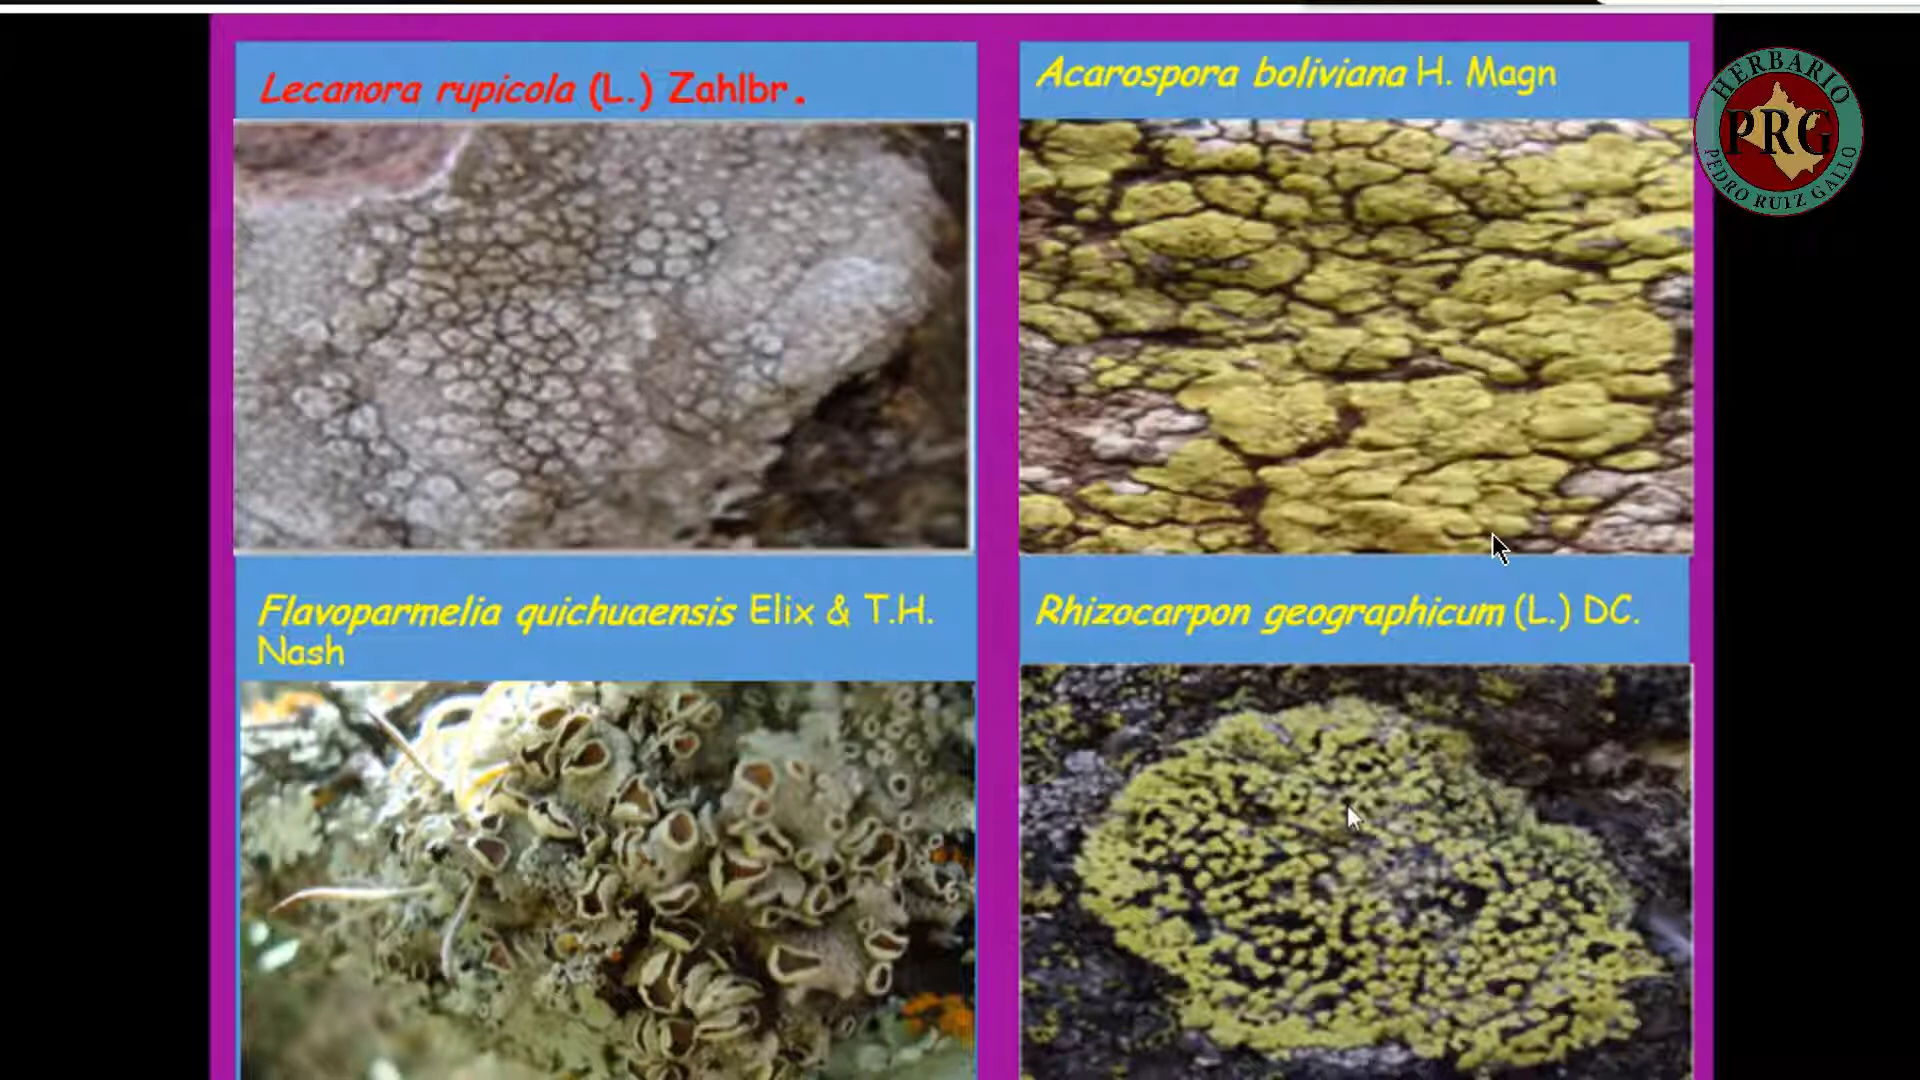 Lecanora rupicola (L.) Zahlbr.
Acarospora boliviana H. Magn
HERBARIO
PRG
PEDRO RUIZ GALLO
Flavoparmelia quichuaensis Elix & T.H.
Nash
Rhizocarpon geographicum (L.) DC.